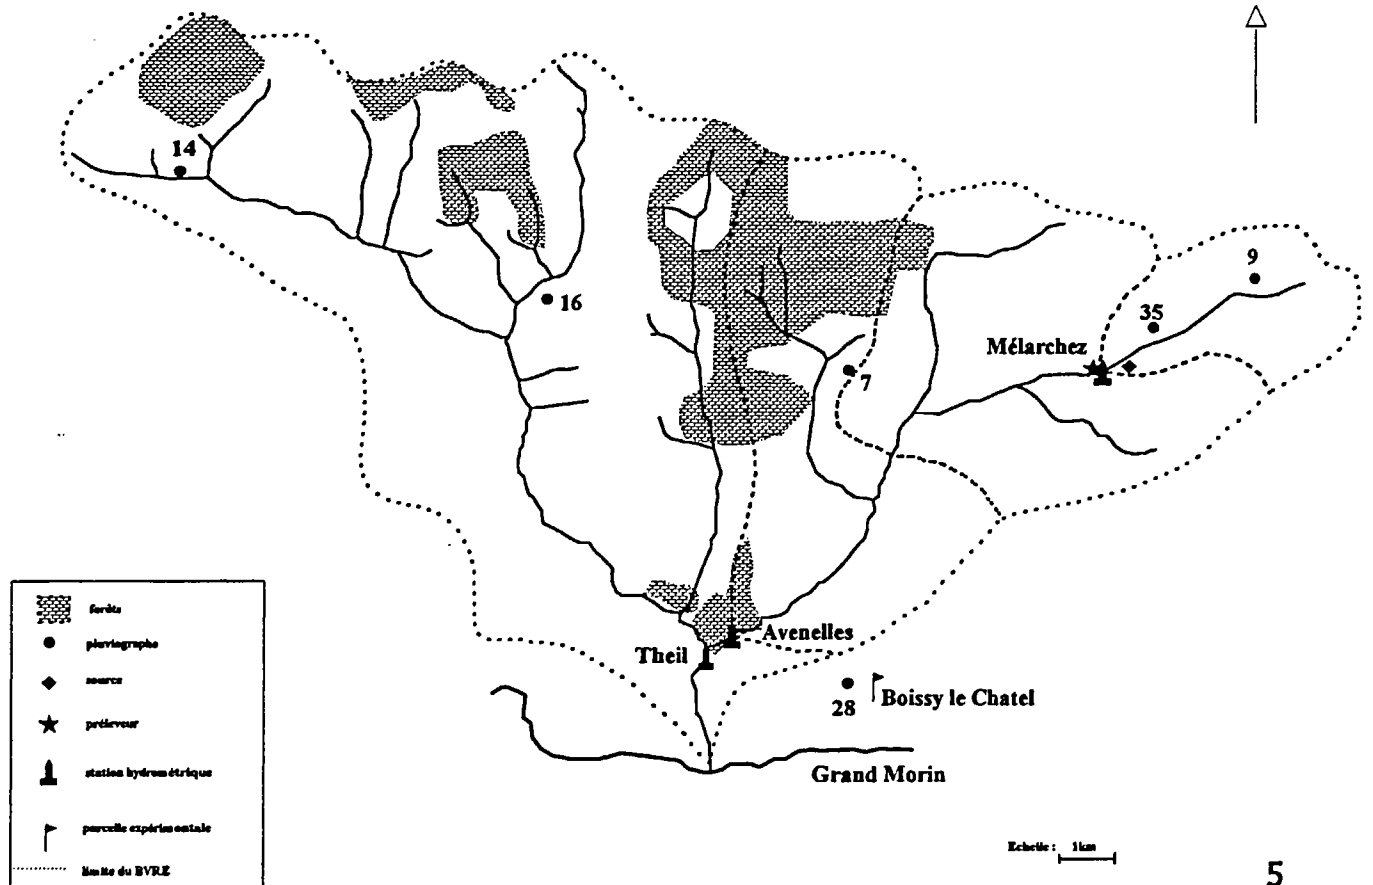 14
9
16
35
Mélarchez
7
Avenelles
Theil
28
Boissy le Chatel
Grand Morin
forêts
pluviographe
source
préleveur
station hydrométrique
parcelle expérimentale
limite du BVRE
Echelle : 1km
5